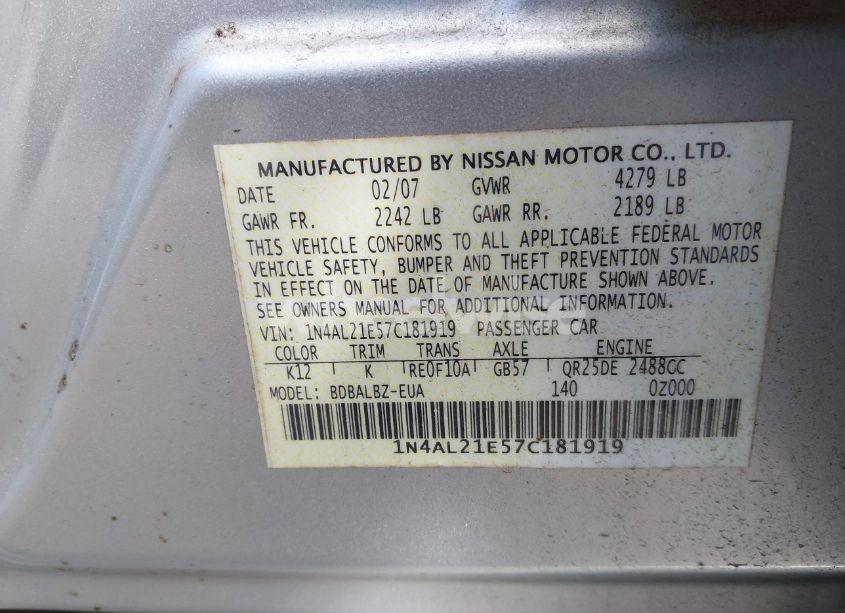 MANUFACTURED BY NISSAN MOTOR CO., LTD.
DATE 02/07 GVWR 4279 LB
GAWR FR. 2242 LB GAWR RR. 2189 LB
THIS VEHICLE CONFORMS TO ALL APPLICABLE FEDERAL MOTOR
VEHICLE SAFETY, BUMPER AND THEFT PREVENTION STANDARDS
IN EFFECT ON THE DATE OF MANUFACTURE SHOWN ABOVE.
SEE OWNERS MANUAL FOR ADDITIONAL INFORMATION.
VIN: 1N4AL21E57C181919 PASSENGER CAR
COLOR TRIM TRANS AXLE ENGINE
K12 K RE0F10A GB57 QR25DE 2488CC
MODEL: BDBALBZ-EUA 140 0Z000
1N4AL21E57C181919